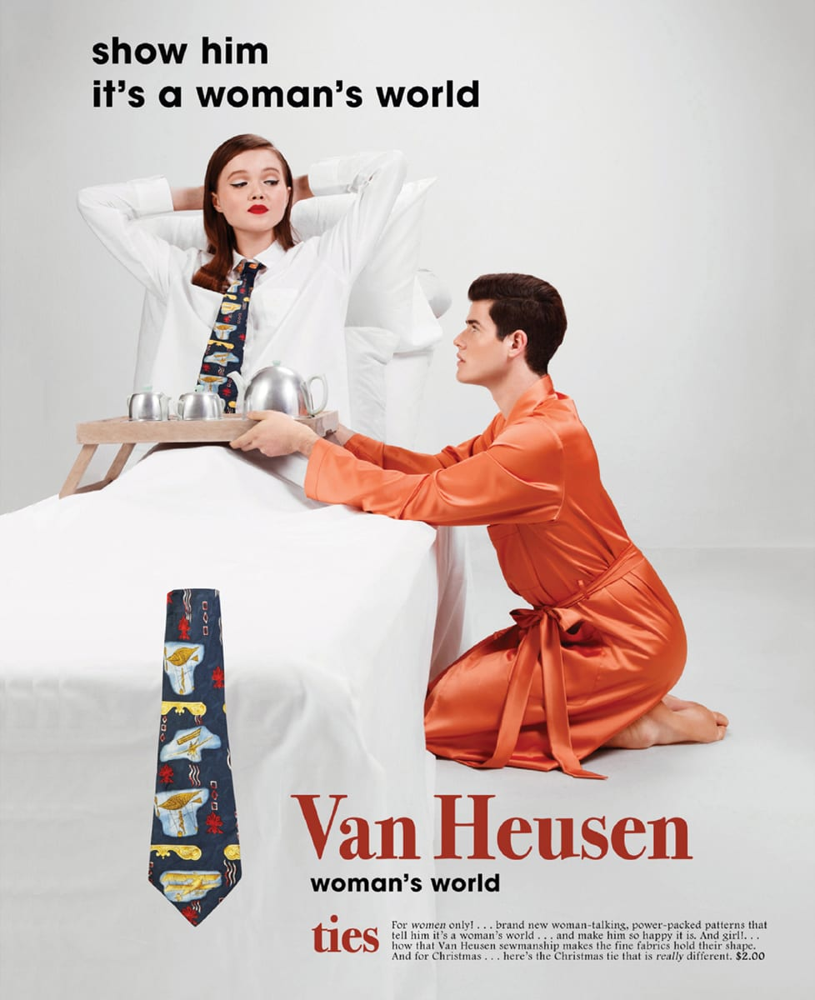 show him
it's a woman's world
Van Heusen
woman's world
ties
For women only! . . . brand new woman-talking, power-packed patterns that
tell him it's a woman's world . . . and make him so happy it is. And girl!. . .
how that Van Heusen sewmanship makes the fine fabrics hold their shape.
And for Christmas . . . here's the Christmas tie that is really different. $2.00